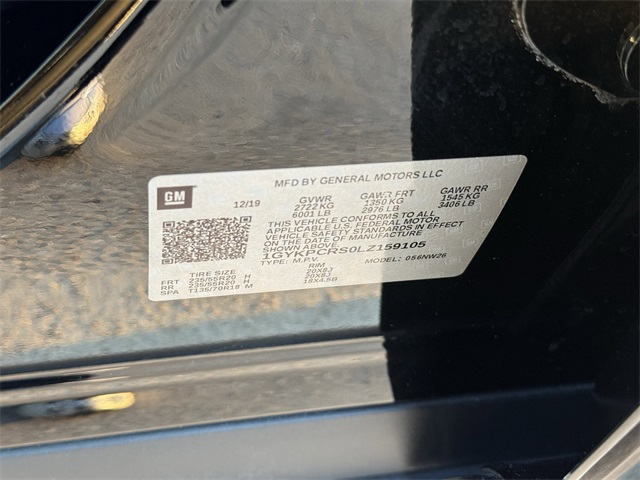 GM
MFD BY GENERAL MOTORS LLC
12/19 GVWR GAWR FRT GAWR RR
2722 KG 1350 KG 1545 KG
6001 LB 2976 LB 3406 LB
THIS VEHICLE CONFORMS TO ALL
APPLICABLE U.S. FEDERAL MOTOR
VEHICLE SAFETY STANDARDS IN EFFECT
ON THE DATE OF MANUFACTURE
SHOWN ABOVE.
1GYKPCRS0LZ159105
TYPE: M.P.V. MODEL: 056NW26
TIRE SIZE RIM
FRT 235/55R20 H 20X8J
RR 235/55R20 H 20X8J
SPA T135/70R18 M 18X4.5B